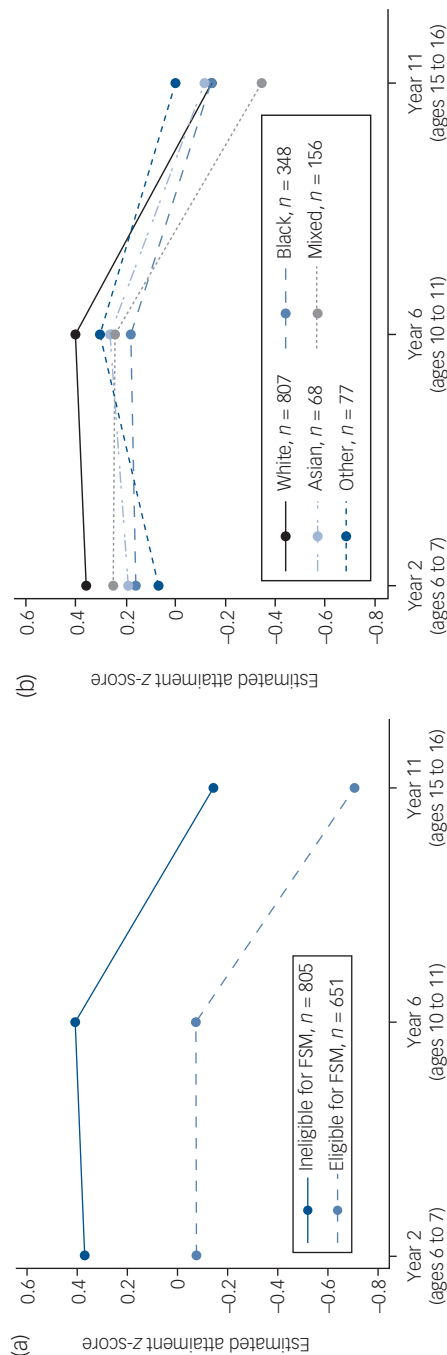 (a)
Estimated attaiment z-score
0.6
0.4
0.2
0
−0.2
−0.4
−0.6
−0.8
Ineligible for FSM, n = 805
Eligible for FSM, n = 651
Year 2
(ages 6 to 7)
Year 6
(ages 10 to 11)
Year 11
(ages 15 to 16)
(b)
Estimated attaiment z-score
0.6
0.4
0.2
0
−0.2
−0.4
−0.6
−0.8
White, n = 807
Black, n = 348
Asian, n = 68
Mixed, n = 156
Other, n = 77
Year 2
(ages 6 to 7)
Year 6
(ages 10 to 11)
Year 11
(ages 15 to 16)